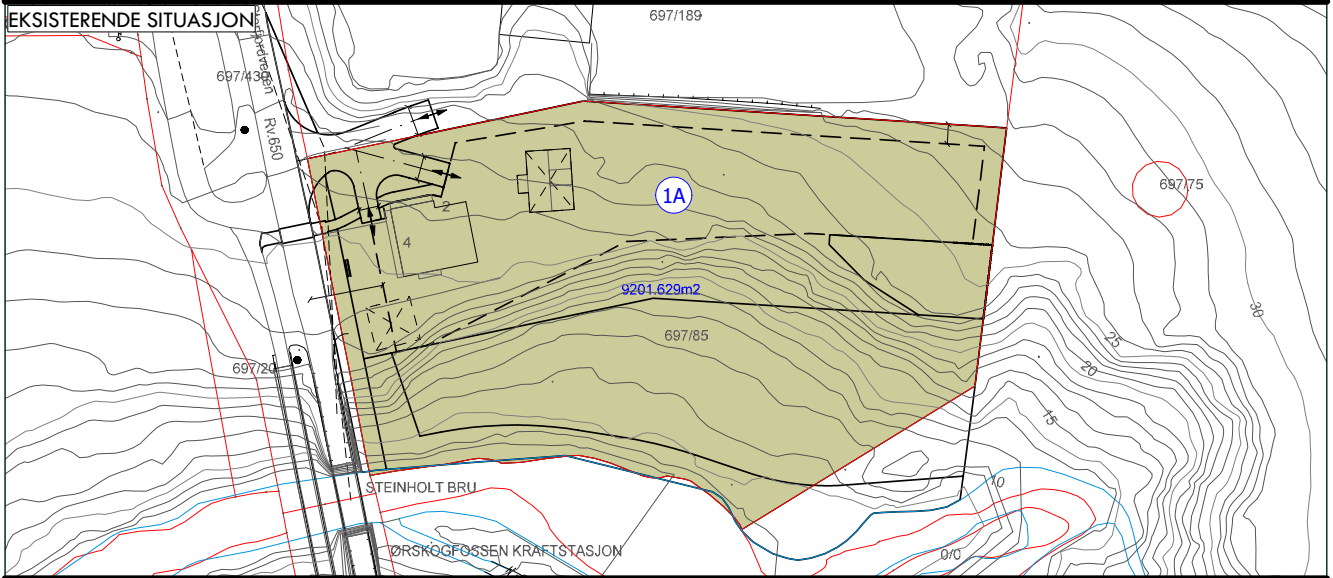 EKSISTERENDE SITUASJON
697/189
697/430
Rv.650
697/75
1A
2
4
9201.629m2
697/85
30
25
20
15
10
697/20
STEINHOLT BRU
ØRSKOGFOSSEN KRAFTSTASJON
0/0